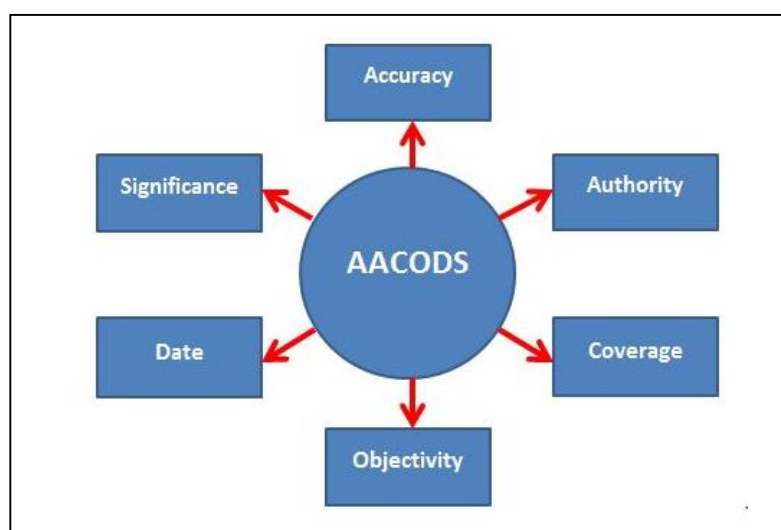 Accuracy
Significance
Authority
AACODS
Date
Coverage
Objectivity